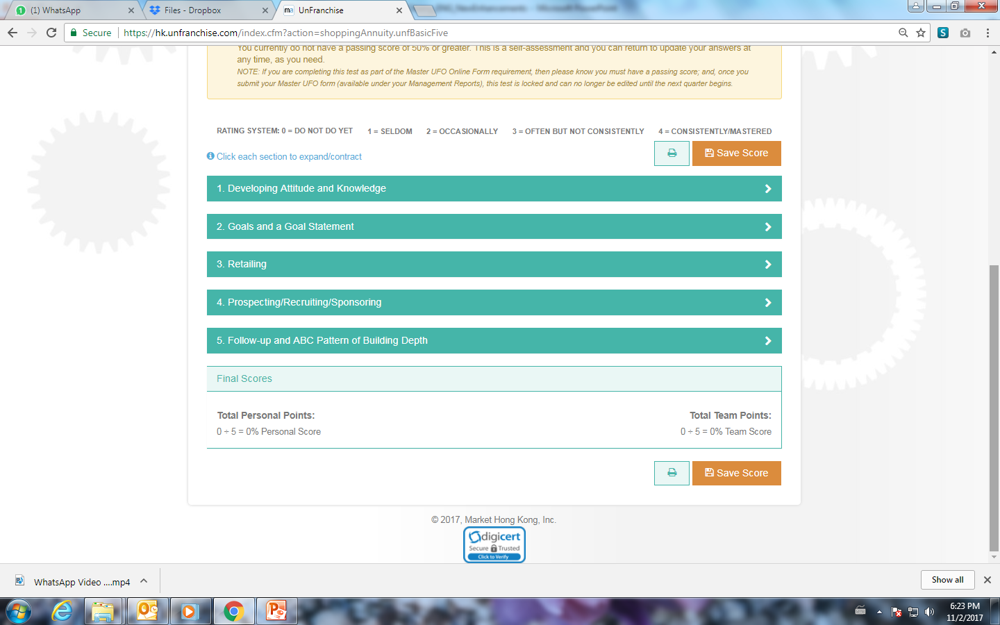 (1) WhatsApp
Files - Dropbox
ma UnFranchise
Microsoft PowerPoint
Secure https://hk.unfranchise.com/index.cfm?action=shoppingAnnuity.unfBasicFive
S
You currently do not have a passing score of 50% or greater. This is a self-assessment and you can return to update your answers at
any time, as you need.
NOTE: If you are completing this test as part of the Master UFO Online Form requirement, then please know you must have a passing score; and, once you
submit your Master UFO form (available under your Management Reports), this test is locked and can no longer be edited until the next quarter begins.
RATING SYSTEM: 0 = DO NOT DO YET 1 = SELDOM 2 = OCCASIONALLY 3 = OFTEN BUT NOT CONSISTENTLY 4 = CONSISTENTLY/MASTERED
Click each section to expand/contract
Save Score
1. Developing Attitude and Knowledge
2. Goals and a Goal Statement
3. Retailing
4. Prospecting/Recruiting/Sponsoring
5. Follow-up and ABC Pattern of Building Depth
Final Scores
Total Personal Points: Total Team Points:
0 ÷ 5 = 0% Personal Score 0 ÷ 5 = 0% Team Score
Save Score
© 2017, Market Hong Kong, Inc.
digicert
Secure Trusted
Click to Verify
WhatsApp Video ....mp4
Show all
6:23 PM
11/2/2017